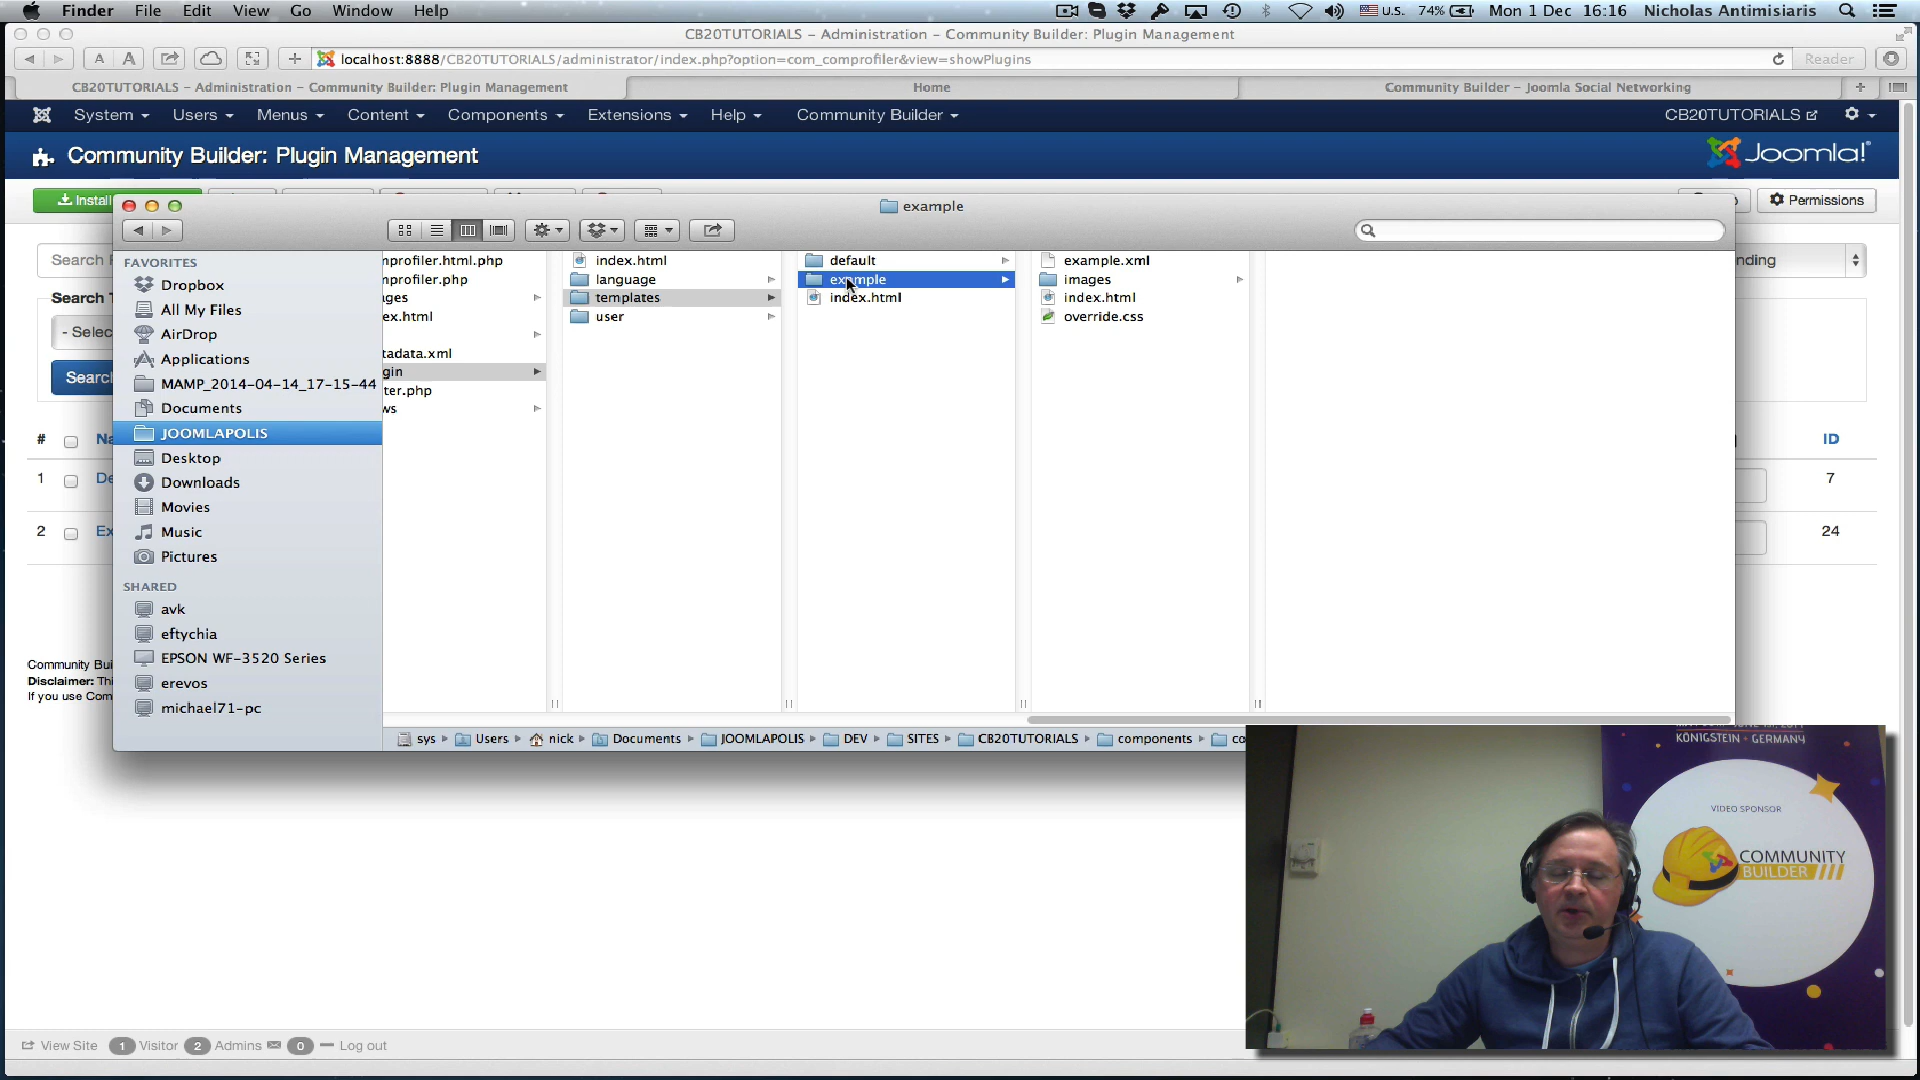 Finder File Edit View Go Window Help
U.S. 74% Mon 1 Dec 16:16 Nicholas Antimisiaris
CB20TUTORIALS – Administration – Community Builder: Plugin Management
A A + localhost:8888/CB20TUTORIALS/administrator/index.php?option=com_comprofiler&view=showPlugins Reader
CB20TUTORIALS – Administration – Community Builder: Plugin Management
Home
Community Builder – Joomla Social Networking
System Users Menus Content Components Extensions Help Community Builder CB20TUTORIALS
Community Builder: Plugin Management
Joomla!®
Install
Permissions
example
Search
nding
Search
- Selec
Search
# Na ID
1 De 7
2 Ex 24
Community Bui
Disclaimer: Thi
If you use Com
FAVORITES
Dropbox
All My Files
AirDrop
Applications
MAMP_2014-04-14_17-15-44
Documents
JOOMLAPOLIS
Desktop
Downloads
Movies
Music
Pictures
SHARED
avk
eftychia
EPSON WF-3520 Series
erevos
michael71-pc
nprofiler.html.php
nprofiler.php
ges
ex.html
tadata.xml
gin
ter.php
ws
index.html
language
templates
user
default
example
index.html
example.xml
images
index.html
override.css
sys Users nick Documents JOOMLAPOLIS DEV SITES CB20TUTORIALS components co
KÖNIGSTEIN • GERMANY
VIDEO SPONSOR
COMMUNITY
BUILDER
View Site 1 Visitor 2 Admins 0 Log out